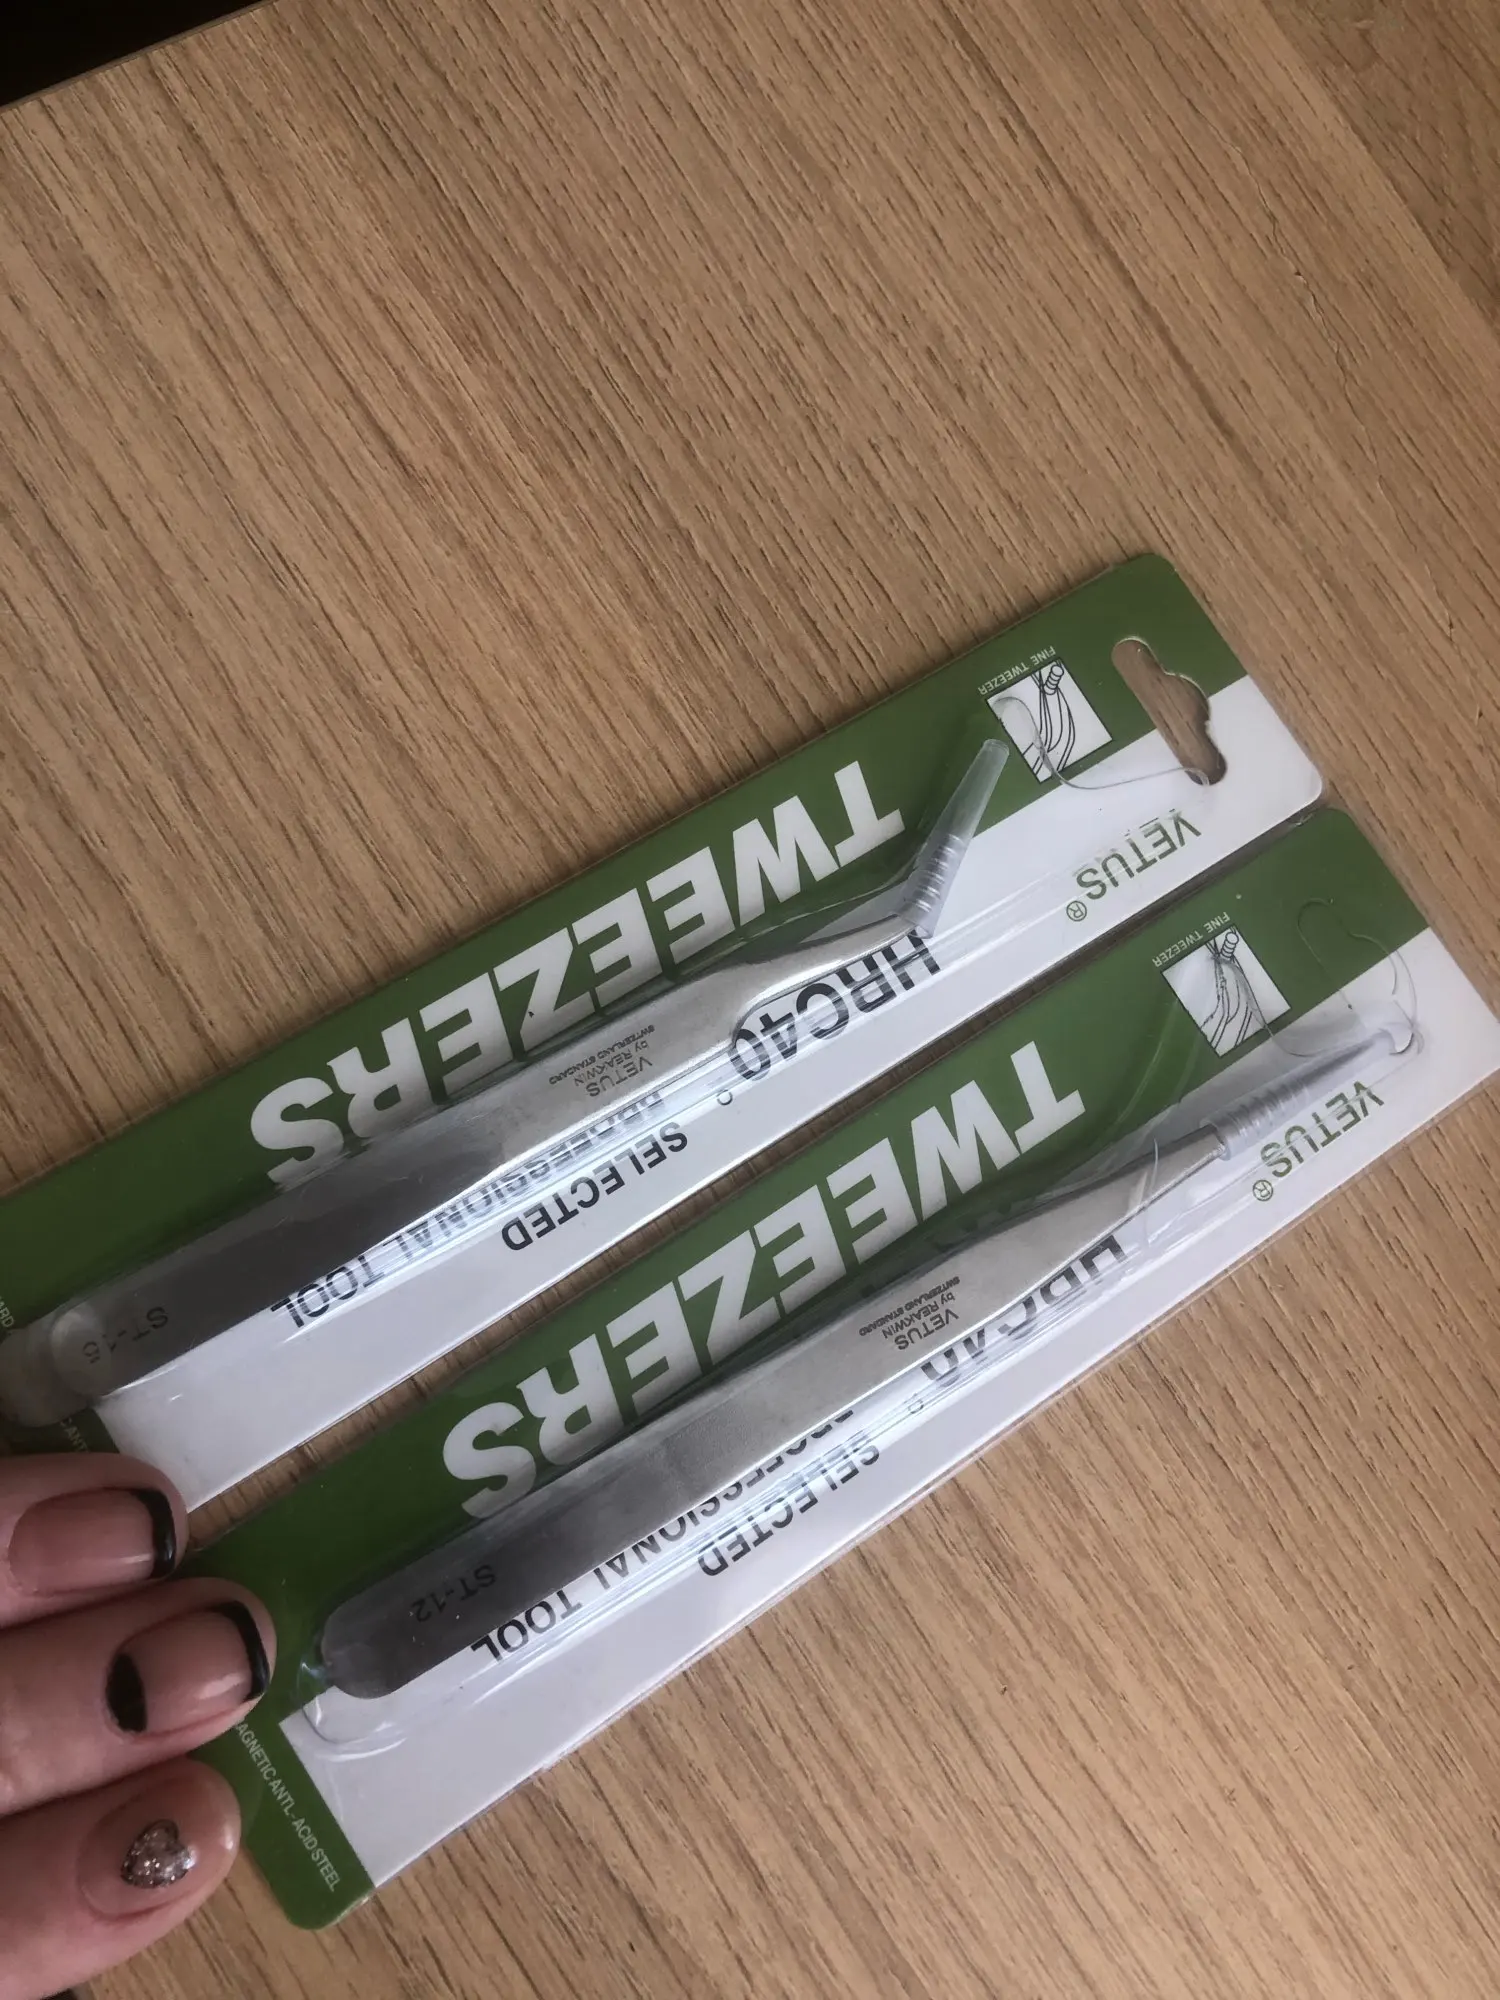 FINE TWEEZER
VETUS®
TWEEZERS
HRC40°
SELECTED
PROFESSIONAL TOOL
VETUS
by REAKWIN
SWITZERLAND STANDARD
ST-15
FINE TWEEZER
VETUS®
TWEEZERS
HRC40°
SELECTED
PROFESSIONAL TOOL
VETUS
by REAKWIN
SWITZERLAND STANDARD
ST-12
MAGNETIC ANTI.-ACID STEEL